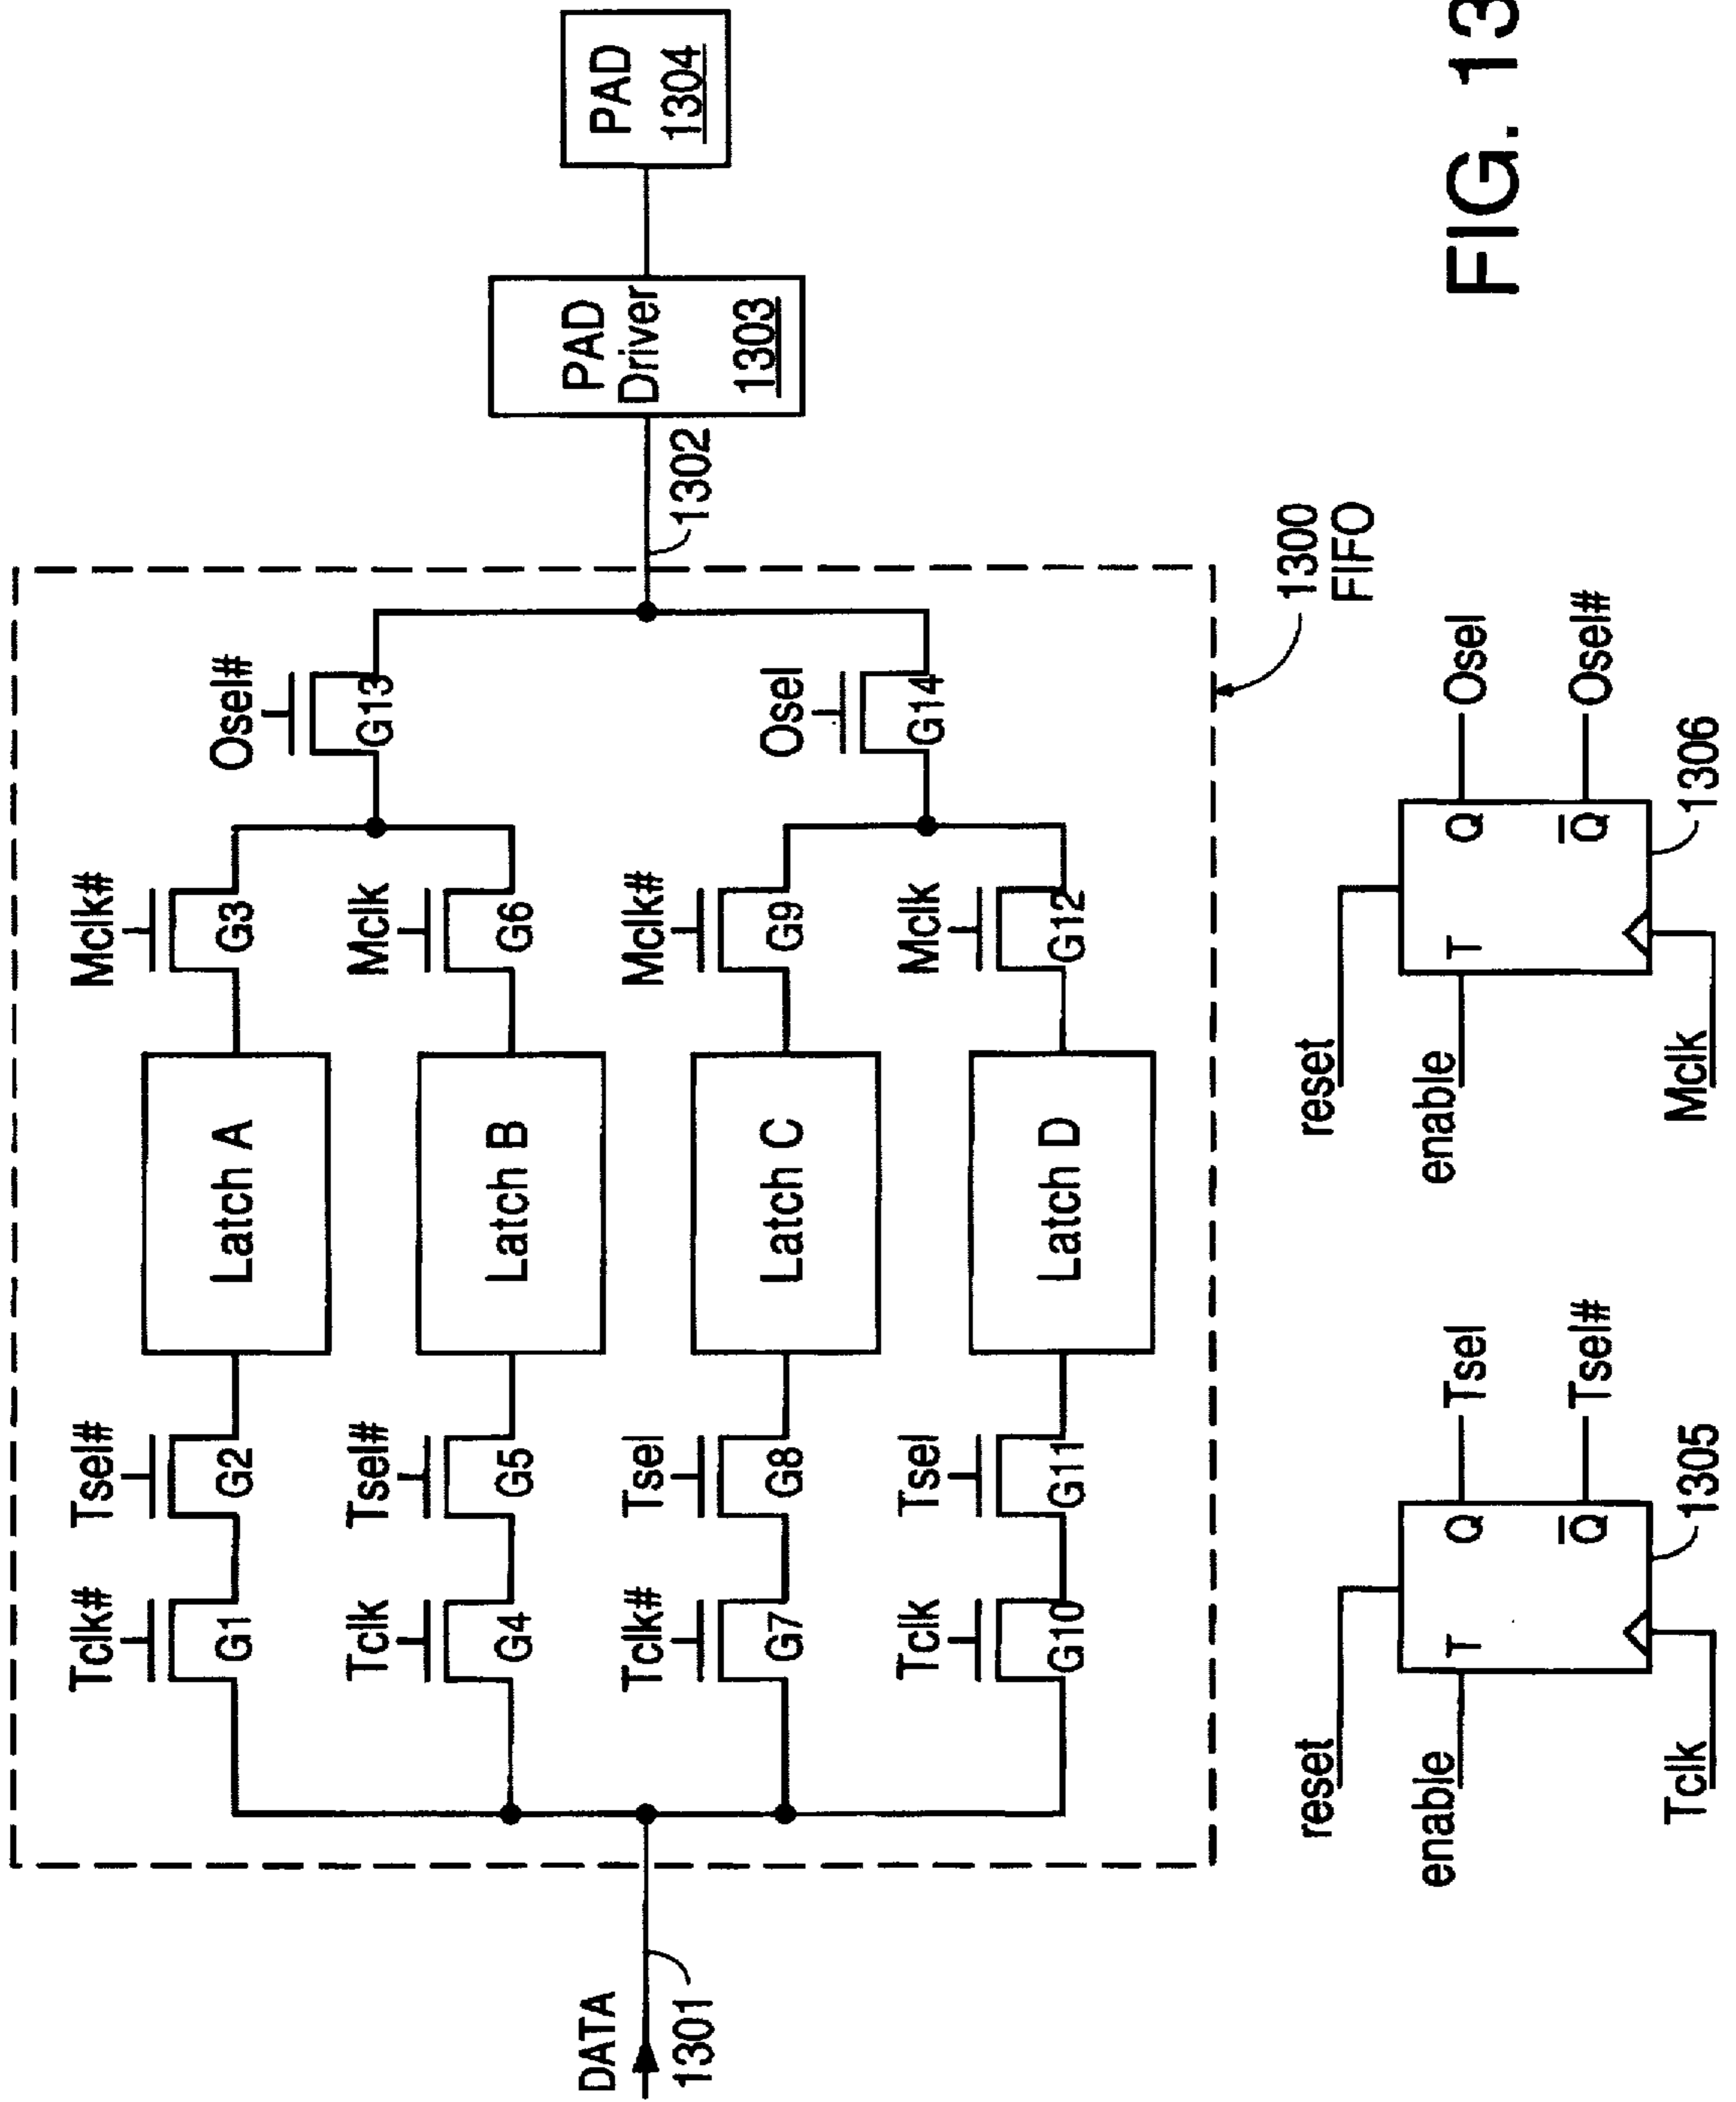 Tclk#
Tsel#
Mclk#
Osel#
G1
G2
Latch A
G3
G13
Tclk
Tsel#
Mclk
G4
G5
Latch B
G6
DATA
1301
1302
PAD
Driver
1303
PAD
1304
Tclk#
Tsel
Mclk#
Osel
G7
G8
Latch C
G9
G14
Tclk
Tsel
Mclk
G10
G11
Latch D
G12
1300
FIFO
reset
enable
T
Q
Q̅
Tclk
Tsel
Tsel#
1305
reset
enable
T
Q
Q̅
Mclk
Osel
Osel#
1306
FIG. 13